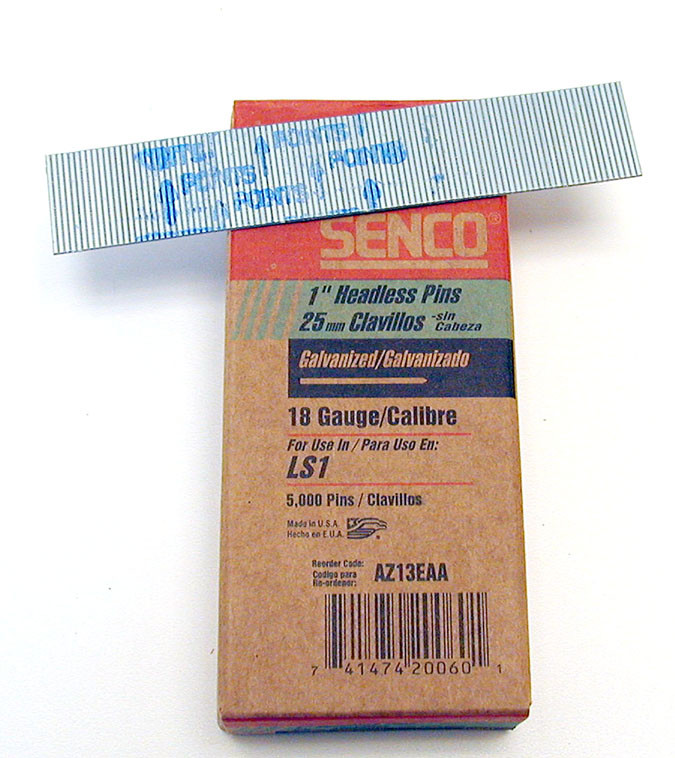 POINTS
POINTS
POINTS
POINTS
SENCO®
1" Headless Pins
25mm Clavillos -sin Cabeza
Galvanized/Galvanizado
18 Gauge/Calibre
For Use In / Para Uso En:
LS1
5,000 Pins / Clavillos
Made in U.S.A.
Hecho en E.U.A.
Reorder Code:
Codigo para
Re-ordener: AZ13EAA
7 41474 20060 1